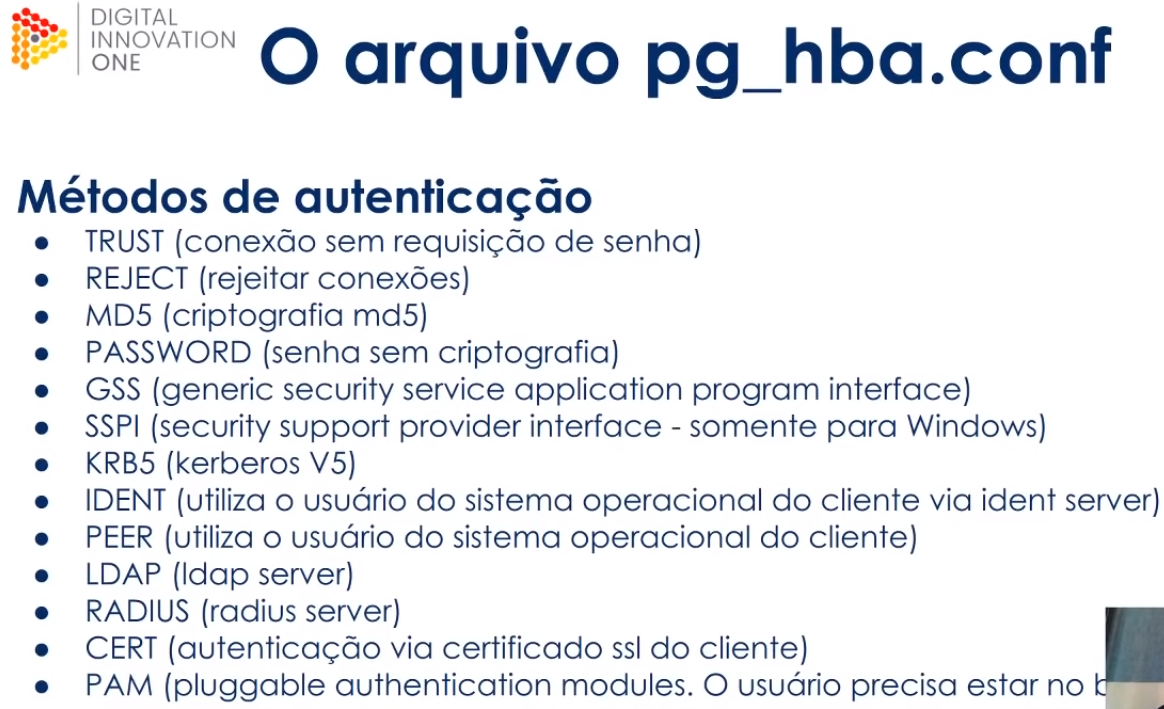 DIGITAL
INNOVATION
ONE
O arquivo pg_hba.conf
Métodos de autenticação
● TRUST (conexão sem requisição de senha)
● REJECT (rejeitar conexões)
● MD5 (criptografia md5)
● PASSWORD (senha sem criptografia)
● GSS (generic security service application program interface)
● SSPI (security support provider interface - somente para Windows)
● KRB5 (kerberos V5)
● IDENT (utiliza o usuário do sistema operacional do cliente via ident server)
● PEER (utiliza o usuário do sistema operacional do cliente)
● LDAP (ldap server)
● RADIUS (radius server)
● CERT (autenticação via certificado ssl do cliente)
● PAM (pluggable authentication modules. O usuário precisa estar no